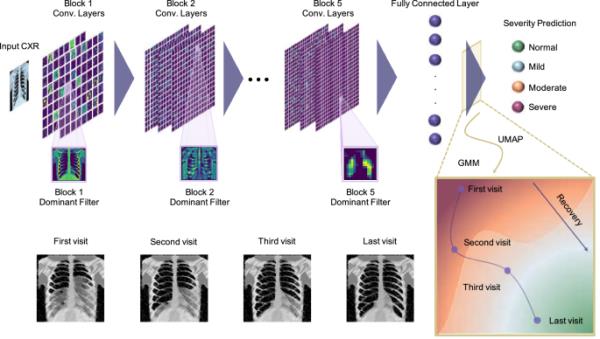 Block 1
Conv. Layers
Block 2
Conv. Layers
Block 5
Conv. Layers
Fully Connected Layer
Severity Prediction
Input CXR
Normal
Mild
Moderate
Severe
UMAP
GMM
Block 1
Dominant Filter
Block 2
Dominant Filter
Block 5
Dominant Filter
First visit
Second visit
Third visit
Last visit
First visit
Recovery
Second visit
Third visit
Last visit